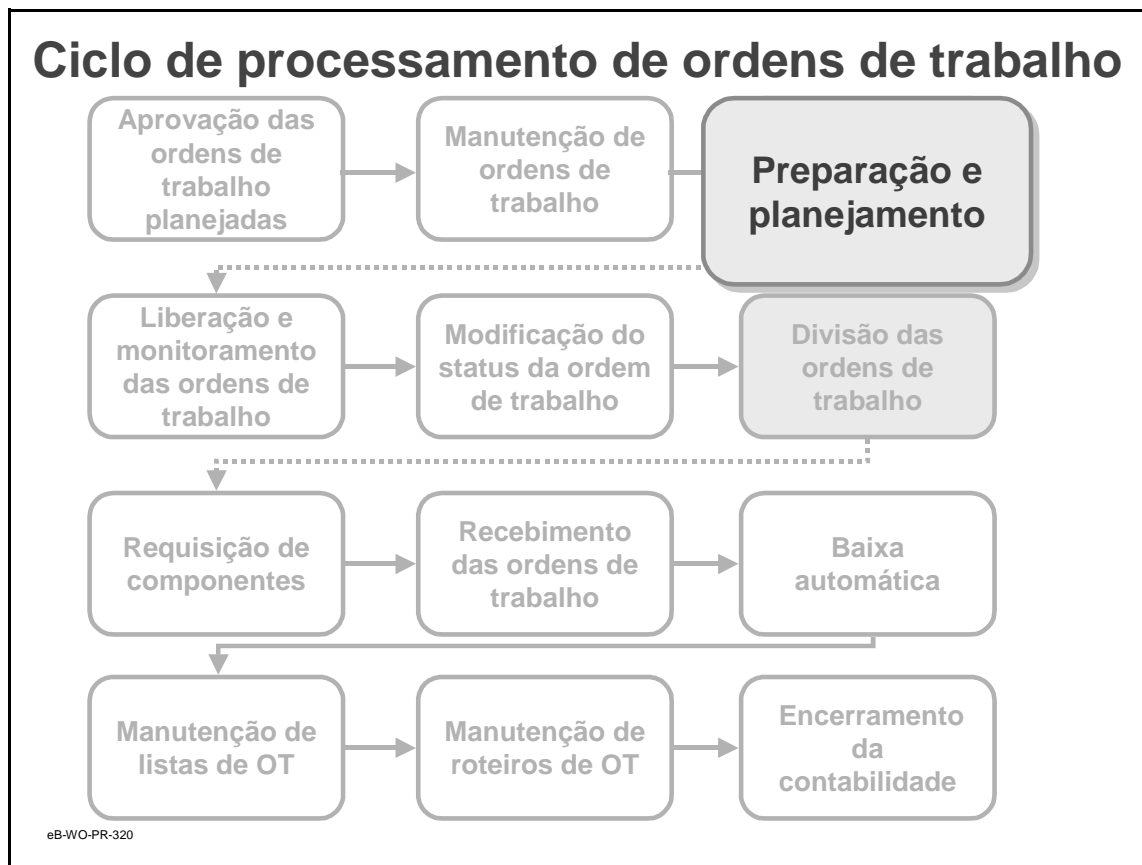 Ciclo de processamento de ordens de trabalho
Aprovação das
ordens de
trabalho
planejadas
Manutenção de
ordens de
trabalho
Preparação e
planejamento
Liberação e
monitoramento
das ordens de
trabalho
Modificação do
status da ordem
de trabalho
Divisão das
ordens de
trabalho
Requisição de
componentes
Recebimento
das ordens de
trabalho
Baixa
automática
Manutenção de
listas de OT
Manutenção de
roteiros de OT
Encerramento
da
contabilidade
eB-WO-PR-320